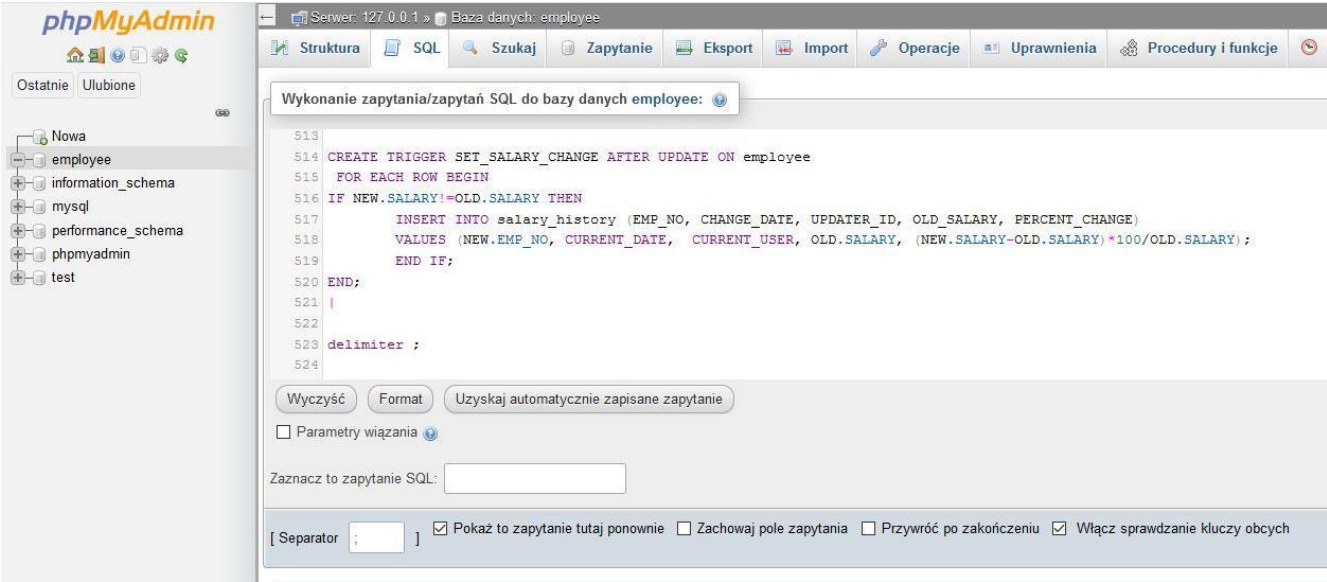 phpMyAdmin
Ostatnie Ulubione
Nowa
employee
information_schema
mysql
performance_schema
phpmyadmin
test
← Serwer: 127.0.0.1 » Baza danych: employee
Struktura SQL Szukaj Zapytanie Eksport Import Operacje Uprawnienia Procedury i funkcje
Wykonanie zapytania/zapytań SQL do bazy danych employee:
513
514 CREATE TRIGGER SET_SALARY_CHANGE AFTER UPDATE ON employee
515 FOR EACH ROW BEGIN
516 IF NEW.SALARY!=OLD.SALARY THEN
517 INSERT INTO salary_history (EMP_NO, CHANGE_DATE, UPDATER_ID, OLD_SALARY, PERCENT_CHANGE)
518 VALUES (NEW.EMP_NO, CURRENT_DATE, CURRENT_USER, OLD.SALARY, (NEW.SALARY-OLD.SALARY)*100/OLD.SALARY);
519 END IF;
520 END;
521 |
522
523 delimiter ;
524
Wyczyść Format Uzyskaj automatycznie zapisane zapytanie
Parametry wiązania
Zaznacz to zapytanie SQL:
[ Separator ; ] Pokaż to zapytanie tutaj ponownie Zachowaj pole zapytania Przywróć po zakończeniu Włącz sprawdzanie kluczy obcych